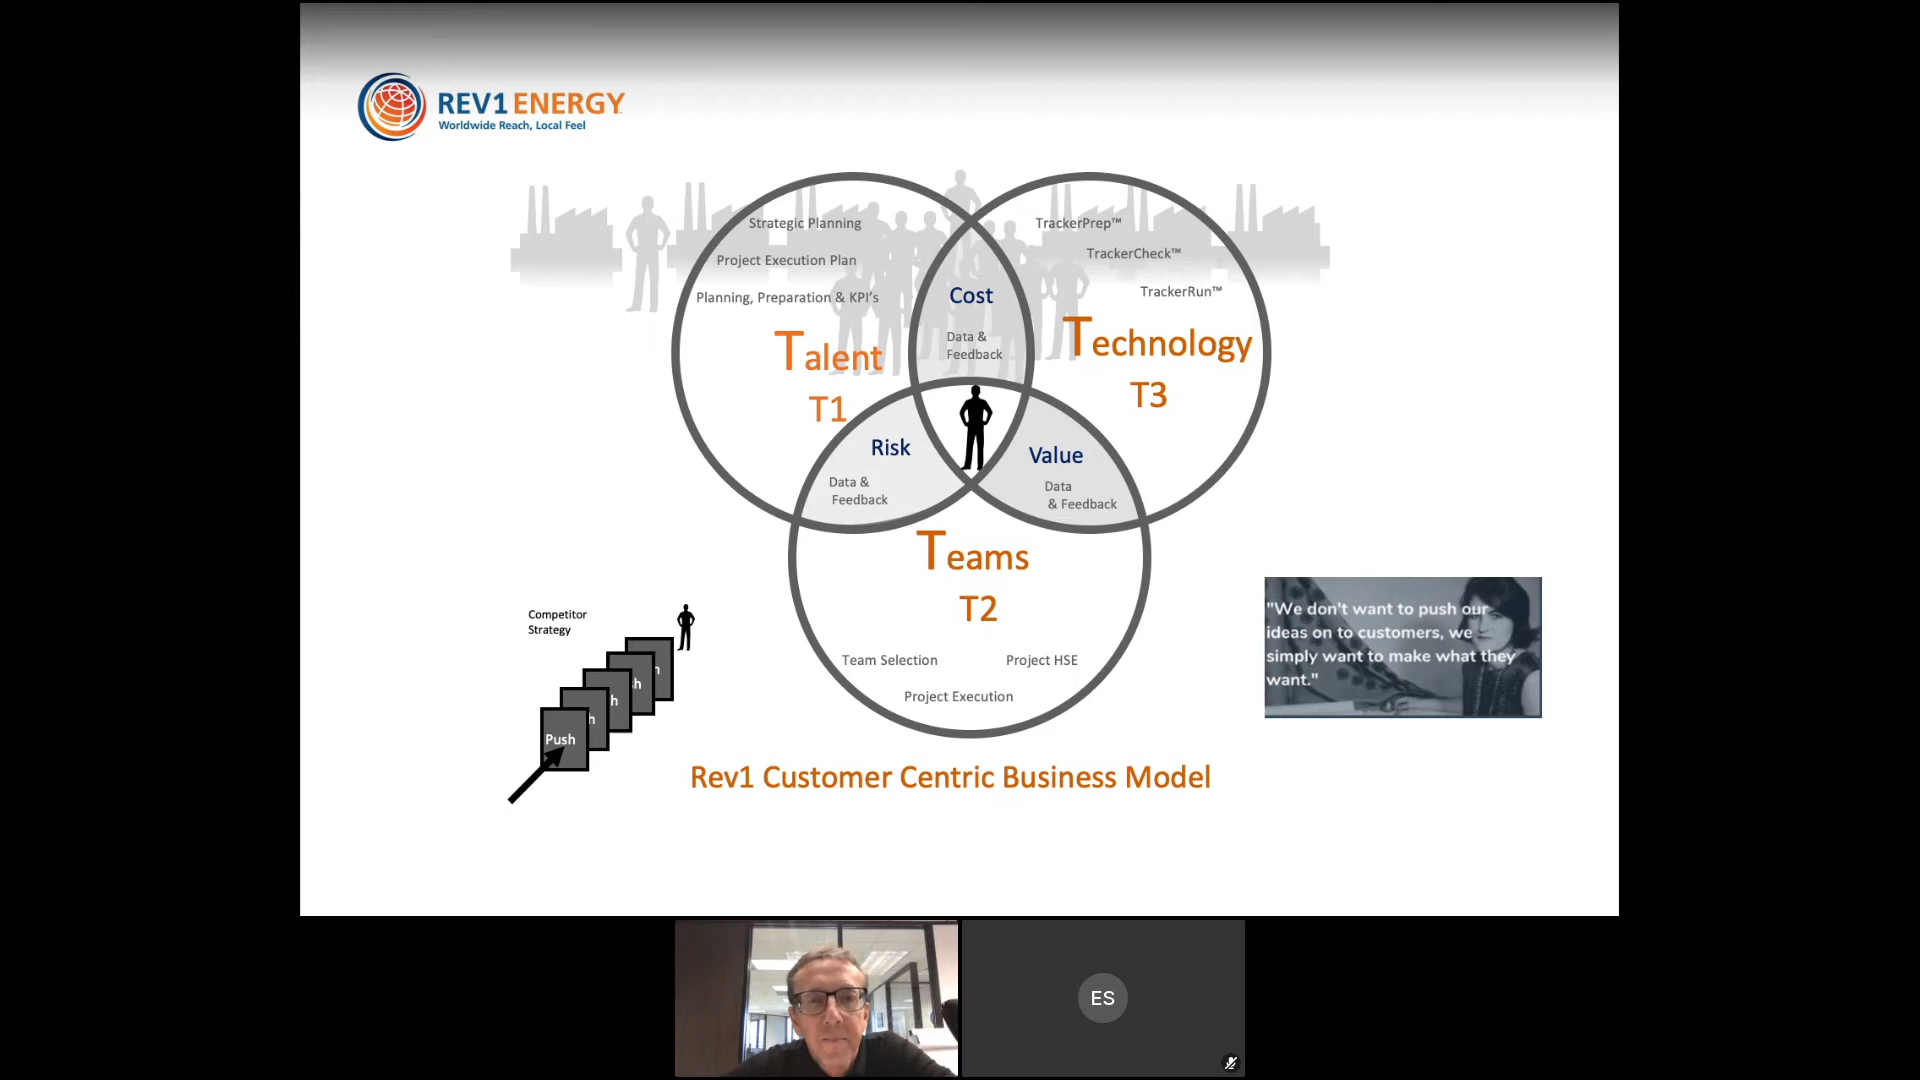 REV1 ENERGY
Worldwide Reach, Local Feel
Strategic Planning
Project Execution Plan
Planning, Preparation & KPI's
Talent
T1
TrackerPrep™
TrackerCheck™
TrackerRun™
Technology
T3
Cost
Data &
Feedback
Risk
Data &
Feedback
Value
Data
& Feedback
Teams
T2
Team Selection
Project HSE
Project Execution
Competitor
Strategy
h
sh
h
h
Push
"We don't want to push our
ideas on to customers, we
simply want to make what they
want."
Rev1 Customer Centric Business Model
ES